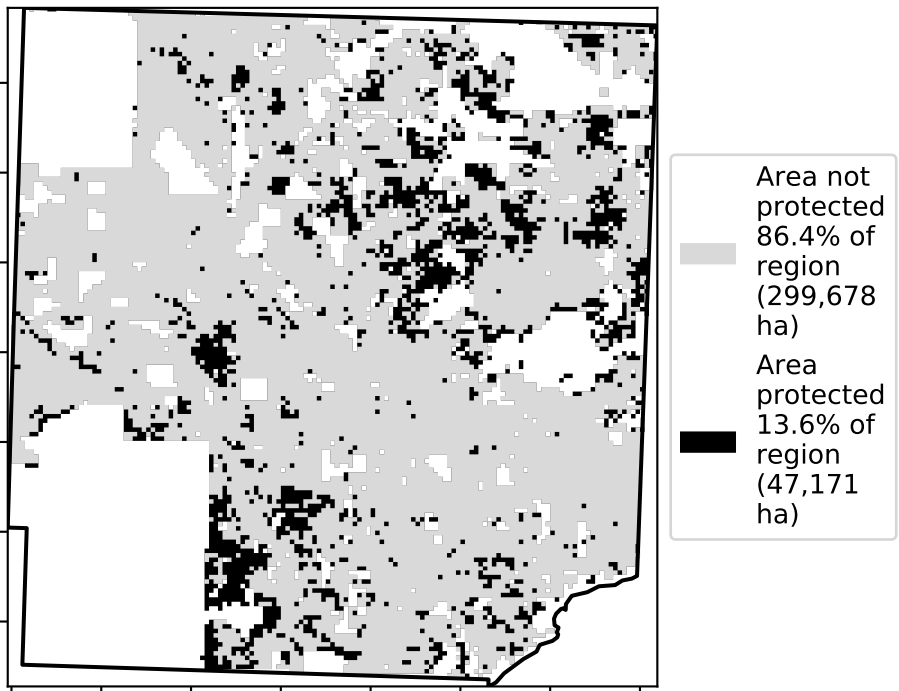 Area not
protected
86.4% of
region
(299,678
ha)
Area
protected
13.6% of
region
(47,171
ha)